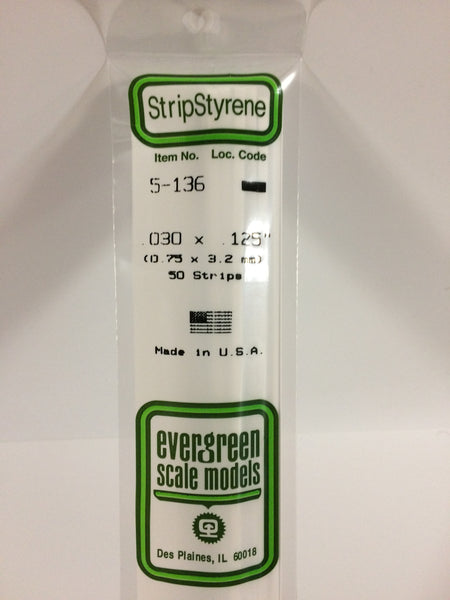 StripStyrene
Item No. Loc. Code
5-136
.030 x .125"
(0.75 x 3.2 mm)
50 Strips
Made in U.S.A.
evergreen
scale models
Des Plaines, IL 60018